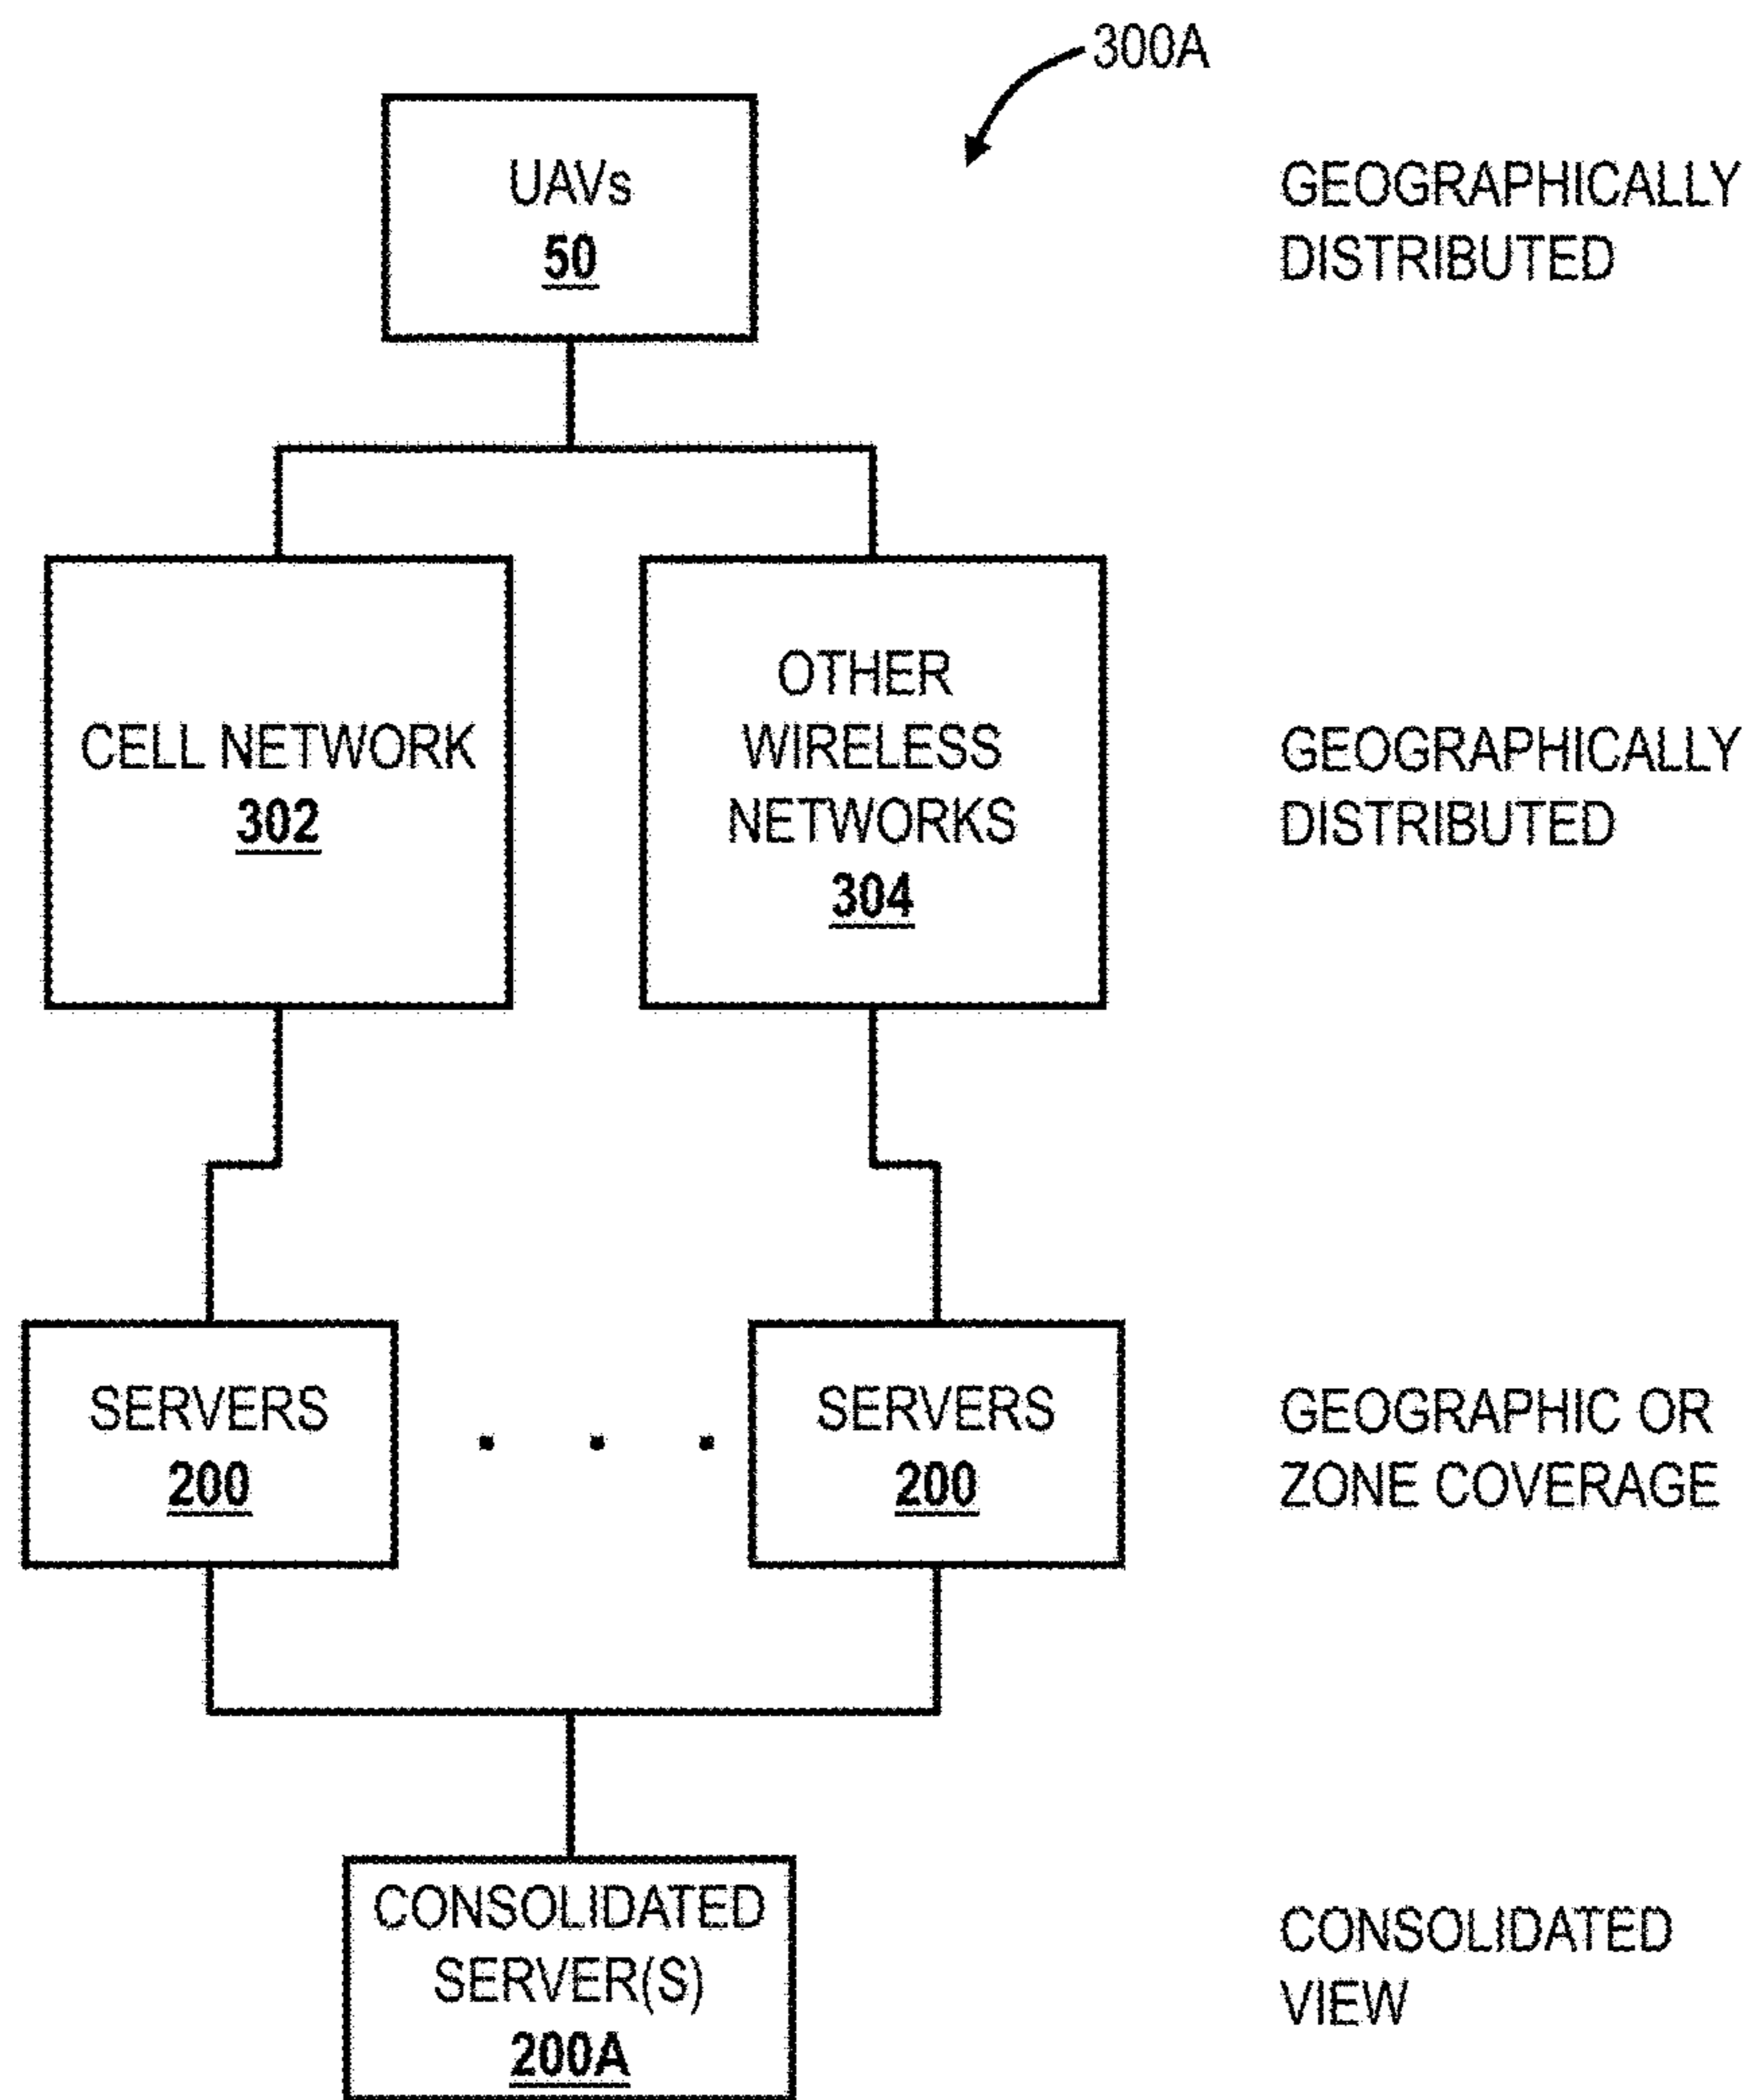 300A
UAVs
50
GEOGRAPHICALLY
DISTRIBUTED
CELL NETWORK
302
OTHER
WIRELESS
NETWORKS
304
GEOGRAPHICALLY
DISTRIBUTED
SERVERS
200
. . .
SERVERS
200
GEOGRAPHIC OR
ZONE COVERAGE
CONSOLIDATED
SERVER(S)
200A
CONSOLIDATED
VIEW